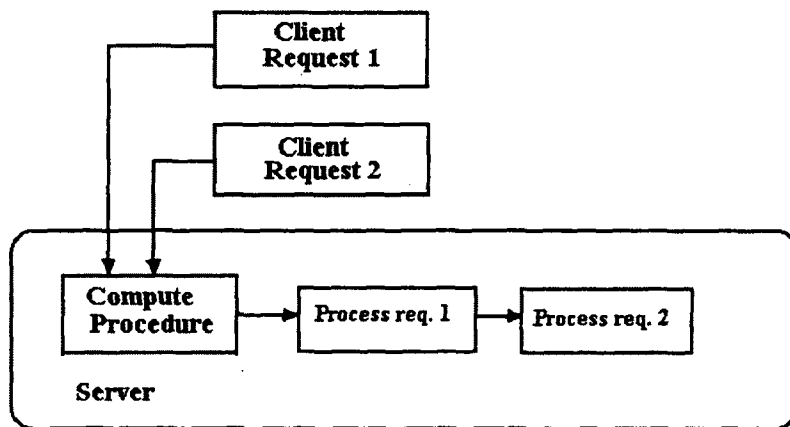 Client
Request 1
Client
Request 2
Compute
Procedure
Process req. 1
Process req. 2
Server